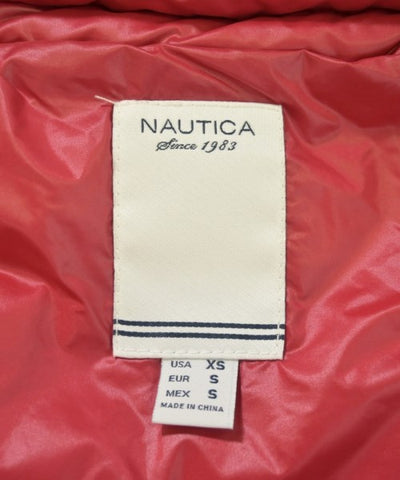 NAUTICA
Since 1983
USA XS
EUR S
MEX S
MADE IN CHINA